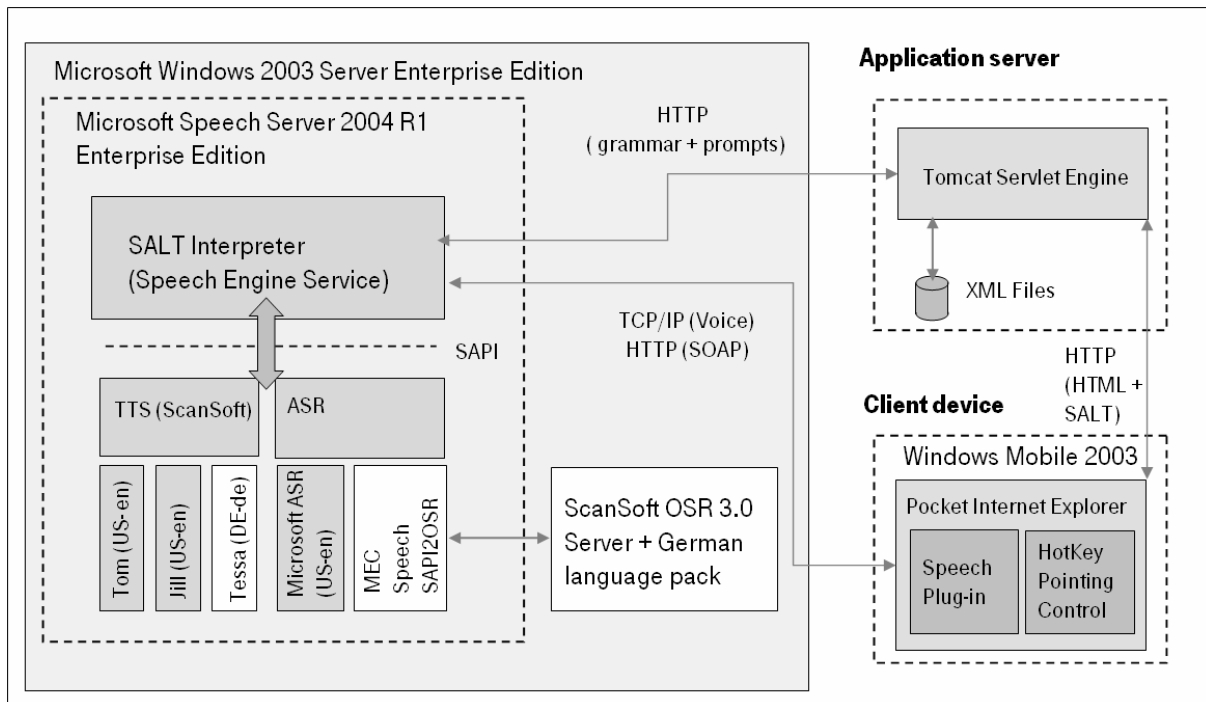 Microsoft Windows 2003 Server Enterprise Edition
Microsoft Speech Server 2004 R1
Enterprise Edition
SALT Interpreter
(Speech Engine Service)
SAPI
TTS (ScanSoft)
ASR
Tom (US- en)
Jill (US-en)
Tessa (DE-de)
Microsoft ASR
(US-en)
MEC
Speech
SAPI2OSR
ScanSoft OSR 3.0
Server + German
language pack
HTTP
( grammar + prompts)
TCP/IP (Voice)
HTTP (SOAP)
Application server
Tomcat Servlet Engine
XML Files
HTTP
(HTML +
SALT)
Client device
Windows Mobile 2003
Pocket Internet Explorer
Speech
Plug-in
HotKey
Pointing
Control